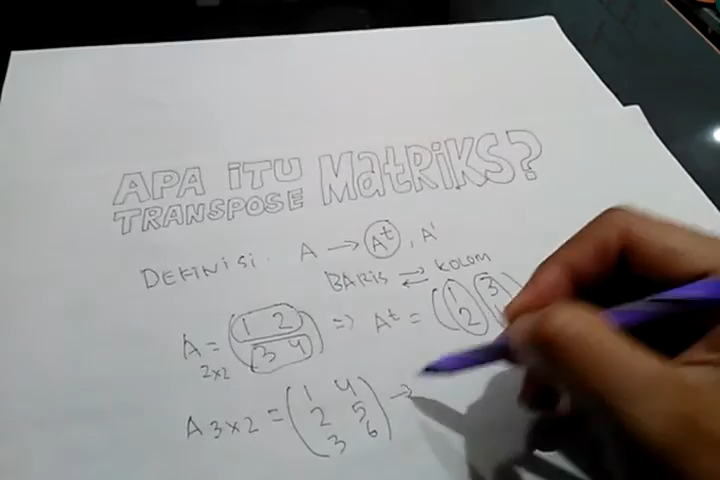 APA ITU
TRANSPOSE MATRIKS?
DEFINISI : A → Aᵗ, A'
BARIS ⇄ KOLOM
A = (1 2
2x2 3 4) => Aᵗ = (1 3
2
A 3x2 = (1 4
2 5
3 6) →